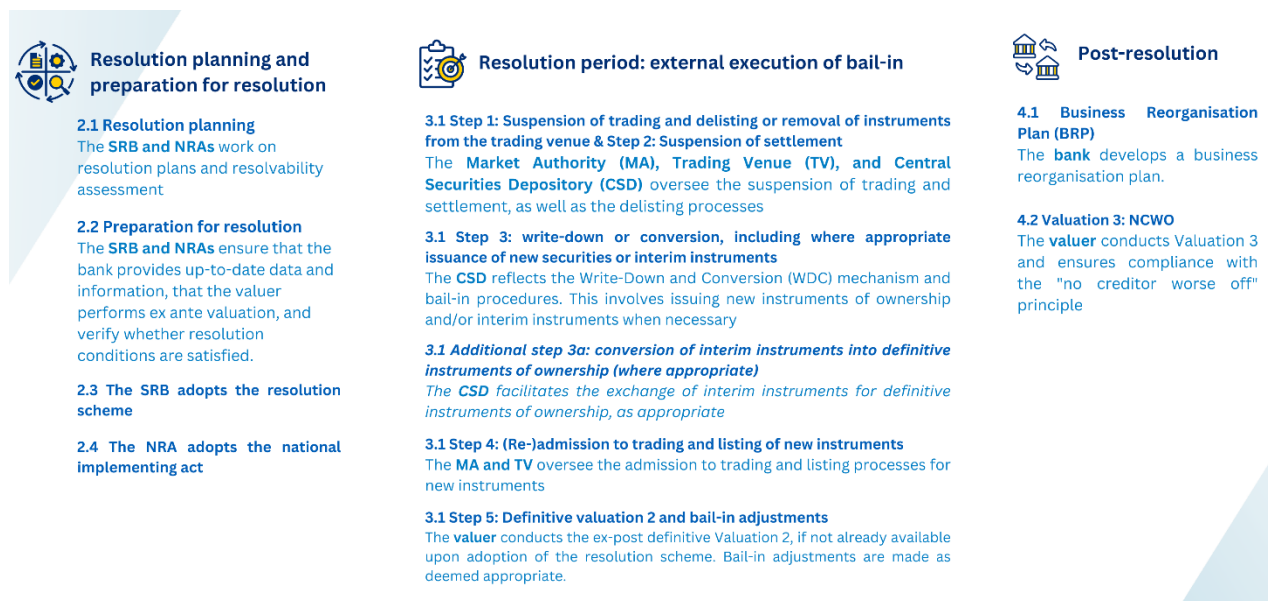 Resolution planning and
preparation for resolution
2.1 Resolution planning
The SRB and NRAs work on
resolution plans and resolvability
assessment
2.2 Preparation for resolution
The SRB and NRAs ensure that the
bank provides up-to-date data and
information, that the valuer
performs ex ante valuation, and
verify whether resolution
conditions are satisfied.
2.3 The SRB adopts the resolution
scheme
2.4 The NRA adopts the national
implementing act
Resolution period: external execution of bail-in
3.1 Step 1: Suspension of trading and delisting or removal of instruments
from the trading venue & Step 2: Suspension of settlement
The Market Authority (MA), Trading Venue (TV), and Central
Securities Depository (CSD) oversee the suspension of trading and
settlement, as well as the delisting processes
3.1 Step 3: write-down or conversion, including where appropriate
issuance of new securities or interim instruments
The CSD reflects the Write-Down and Conversion (WDC) mechanism and
bail-in procedures. This involves issuing new instruments of ownership
and/or interim instruments when necessary
3.1 Additional step 3a: conversion of interim instruments into definitive
instruments of ownership (where appropriate)
The CSD facilitates the exchange of interim instruments for definitive
instruments of ownership, as appropriate
3.1 Step 4: (Re-)admission to trading and listing of new instruments
The MA and TV oversee the admission to trading and listing processes for
new instruments
3.1 Step 5: Definitive valuation 2 and bail-in adjustments
The valuer conducts the ex-post definitive Valuation 2, if not already available
upon adoption of the resolution scheme. Bail-in adjustments are made as
deemed appropriate.
Post-resolution
4.1 Business Reorganisation
Plan (BRP)
The bank develops a business
reorganisation plan.
4.2 Valuation 3: NCWO
The valuer conducts Valuation 3
and ensures compliance with
the "no creditor worse off"
principle